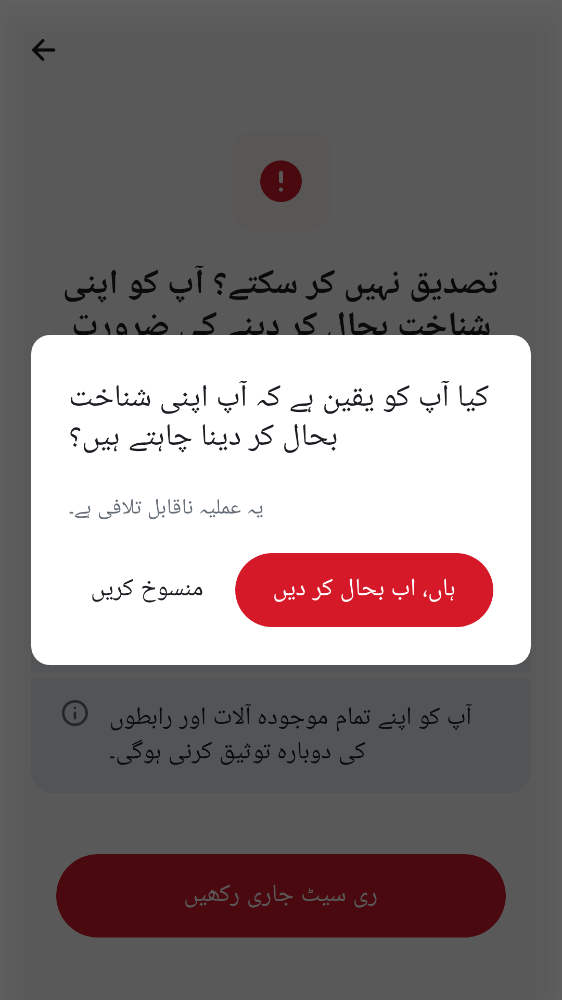 تصدیق نہیں کر سکتے؟ آپ کو اپنی
شناخت بحال کر دینے کی ضرورت
کیا آپ کو یقین ہے کہ آپ اپنی شناخت
بحال کر دینا چاہتے ہیں؟
یہ عملیہ ناقابل تلافی ہے۔
ہاں، اب بحال کر دیں
منسوخ کریں
آپ کو اپنے تمام موجودہ آلات اور رابطوں
کی دوبارہ توثیق کرنی ہوگی۔
ری سیٹ جاری رکھیں